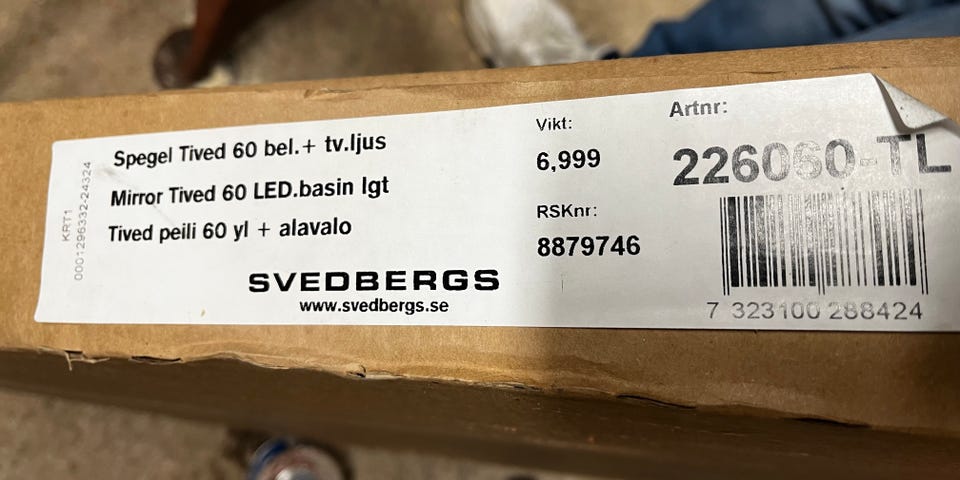 KRT1
0001296332-24324
Spegel Tived 60 bel.+ tv.ljus
Mirror Tived 60 LED.basin lgt
Tived peili 60 yl + alavalo
SVEDBERGS
www.svedbergs.se
Vikt:
6,999
RSKnr:
8879746
Artnr:
226060-TL
7 323100 288424